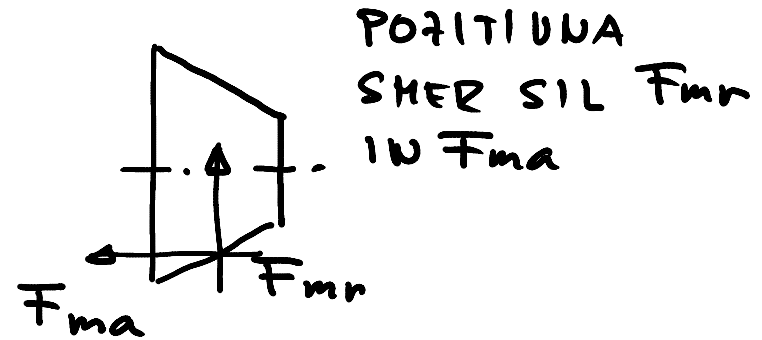 POZITIVNA
SMER SIL Fmr
IN Fma
Fmr
Fma